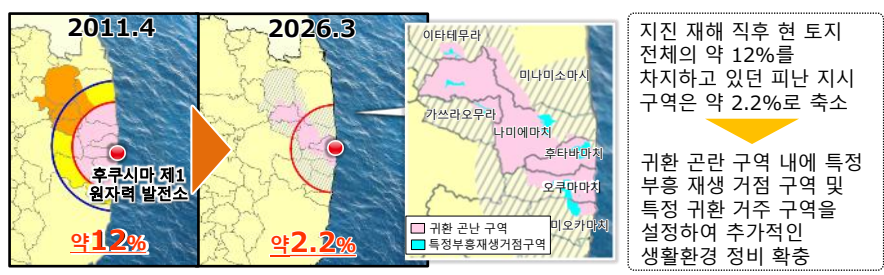 2011.4
후쿠시마 제1
원자력 발전소
약12%
2026.3
약2.2%
이타테무라
미나미소마시
가쓰라오무라
나미에마치
후타바마치
오쿠마마치
미오카마치
귀환 곤난 구역
특정부흥재생거점구역
지진 재해 직후 현 토지
전체의 약 12%를
차지하고 있던 피난 지시
구역은 약 2.2%로 축소
귀환 곤란 구역 내에 특정
부흥 재생 거점 구역 및
특정 귀환 거주 구역을
설정하여 추가적인
생활환경 정비 확충